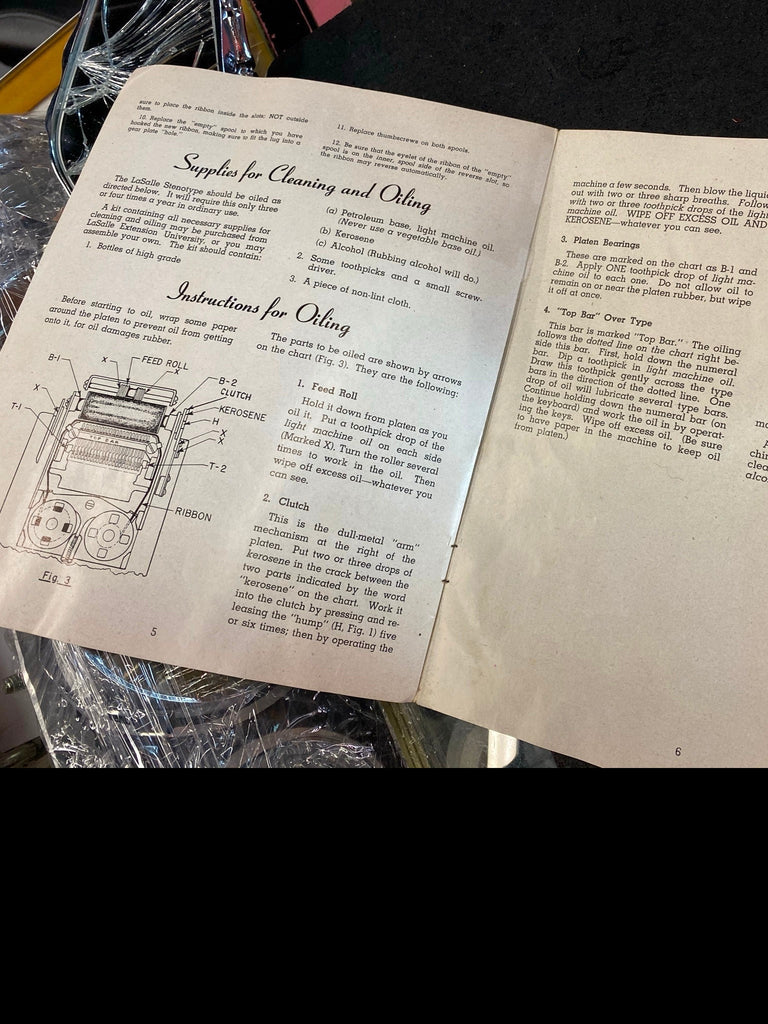 sure to place the ribbon inside the slots: NOT outside
them.
10. Replace the "empty" spool to which you have
hooked the new ribbon, making sure to fit the lug into a
gear plate "hole."
11. Replace thumbscrews on both spools.
12. Be sure that the eyelet of the ribbon of the "empty"
spool is on the inner, spool side of the reverse slot, so
the ribbon may reverse automatically.
Supplies for Cleaning and Oiling
The LaSalle Stenotype should be oiled as
directed below. It will require this only three
or four times a year in ordinary use.
A kit containing all necessary supplies for
cleaning and oiling may be purchased from
LaSalle Extension University, or you may
assemble your own. The kit should contain:
1. Bottles of high grade
(a) Petroleum base, light machine oil.
(Never use a vegetable base oil.)
(b) Kerosene
(c) Alcohol (Rubbing alcohol will do.)
2. Some toothpicks and a small screw-
driver.
3. A piece of non-lint cloth.
Instructions for Oiling
Before starting to oil, wrap some paper
around the platen to prevent oil from getting
onto it, for oil damages rubber.
B-1
X
FEED ROLL
X
B-2
CLUTCH
KEROSENE
H
X
X
X
T-1
TOP BAR
T-2
RIBBON
Fig. 3
The parts to be oiled are shown by arrows
on the chart (Fig. 3). They are the following:
1. Feed Roll
Hold it down from platen as you
oil it. Put a toothpick drop of the
light machine oil on each side
(Marked X). Turn the roller several
times to work in the oil. Then
wipe off excess oil—whatever you
can see.
2. Clutch
This is the dull-metal "arm"
mechanism at the right of the
platen. Put two or three drops of
kerosene in the crack between the
two parts indicated by the word
"kerosene" on the chart. Work it
into the clutch by pressing and re-
leasing the "hump" (H, Fig. 1) five
or six times; then by operating the
5
machine a few seconds. Then blow the liquid
out with two or three sharp breaths. Follow
with two or three toothpick drops of the light
machine oil. WIPE OFF EXCESS OIL AND
KEROSENE—whatever you can see.
3. Platen Bearings
These are marked on the chart as B-1 and
B-2. Apply ONE toothpick drop of light ma-
chine oil to each one. Do not allow oil to
remain on or near the platen rubber, but wipe
it off at once.
4. "Top Bar" Over Type
This bar is marked "Top Bar." The oiling
follows the dotted line on the chart right be-
side this bar. First, hold down the numeral
bar. Dip a toothpick in light machine oil.
Draw this toothpick gently across the type
bars in the direction of the dotted line. One
drop of oil will lubricate several type bars.
Continue holding down the numeral bar (on
the keyboard) and work the oil in by operat-
ing the keys. Wipe off excess oil. (Be sure
to have paper in the machine to keep oil
from platen.)
ma
A
chin
clea
alco
6